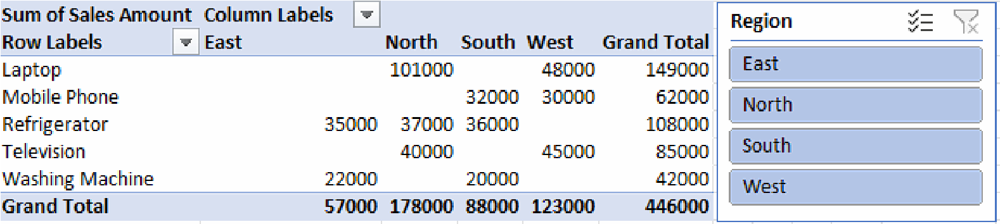 Sum of Sales Amount Column Labels
Row Labels East North South West Grand Total
Laptop 101000 48000 149000
Mobile Phone 32000 30000 62000
Refrigerator 35000 37000 36000 108000
Television 40000 45000 85000
Washing Machine 22000 20000 42000
Grand Total 57000 178000 88000 123000 446000
Region
East
North
South
West